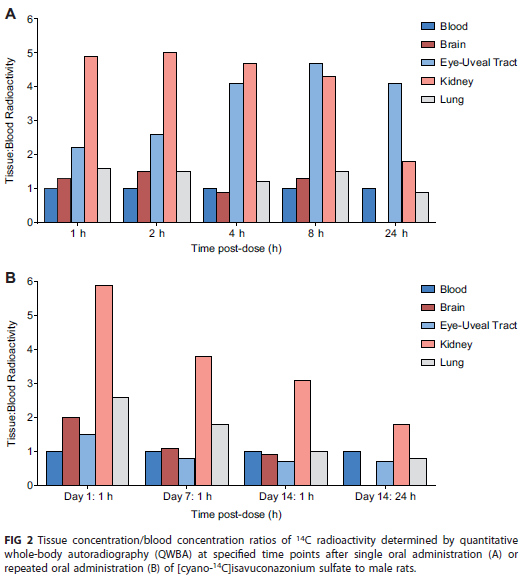 A
6
5
4
3
2
1
0
Tissue:Blood Radioactivity
1 h 2 h 4 h 8 h 24 h
Time post-dose (h)
Blood
Brain
Eye-Uveal Tract
Kidney
Lung
B
6
5
4
3
2
1
0
Tissue:Blood Radioactivity
Day 1: 1 h Day 7: 1 h Day 14: 1 h Day 14: 24 h
Time post-dose (h)
Blood
Brain
Eye-Uveal Tract
Kidney
Lung
FIG 2 Tissue concentration/blood concentration ratios of ¹⁴C radioactivity determined by quantitative
whole-body autoradiography (QWBA) at specified time points after single oral administration (A) or
repeated oral administration (B) of [cyano-¹⁴C]isavuconazonium sulfate to male rats.